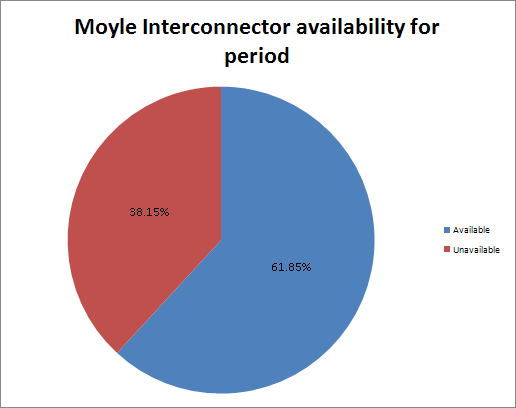 Moyle Interconnector availability for
period
38.15%
61.85%
Available
Unavailable